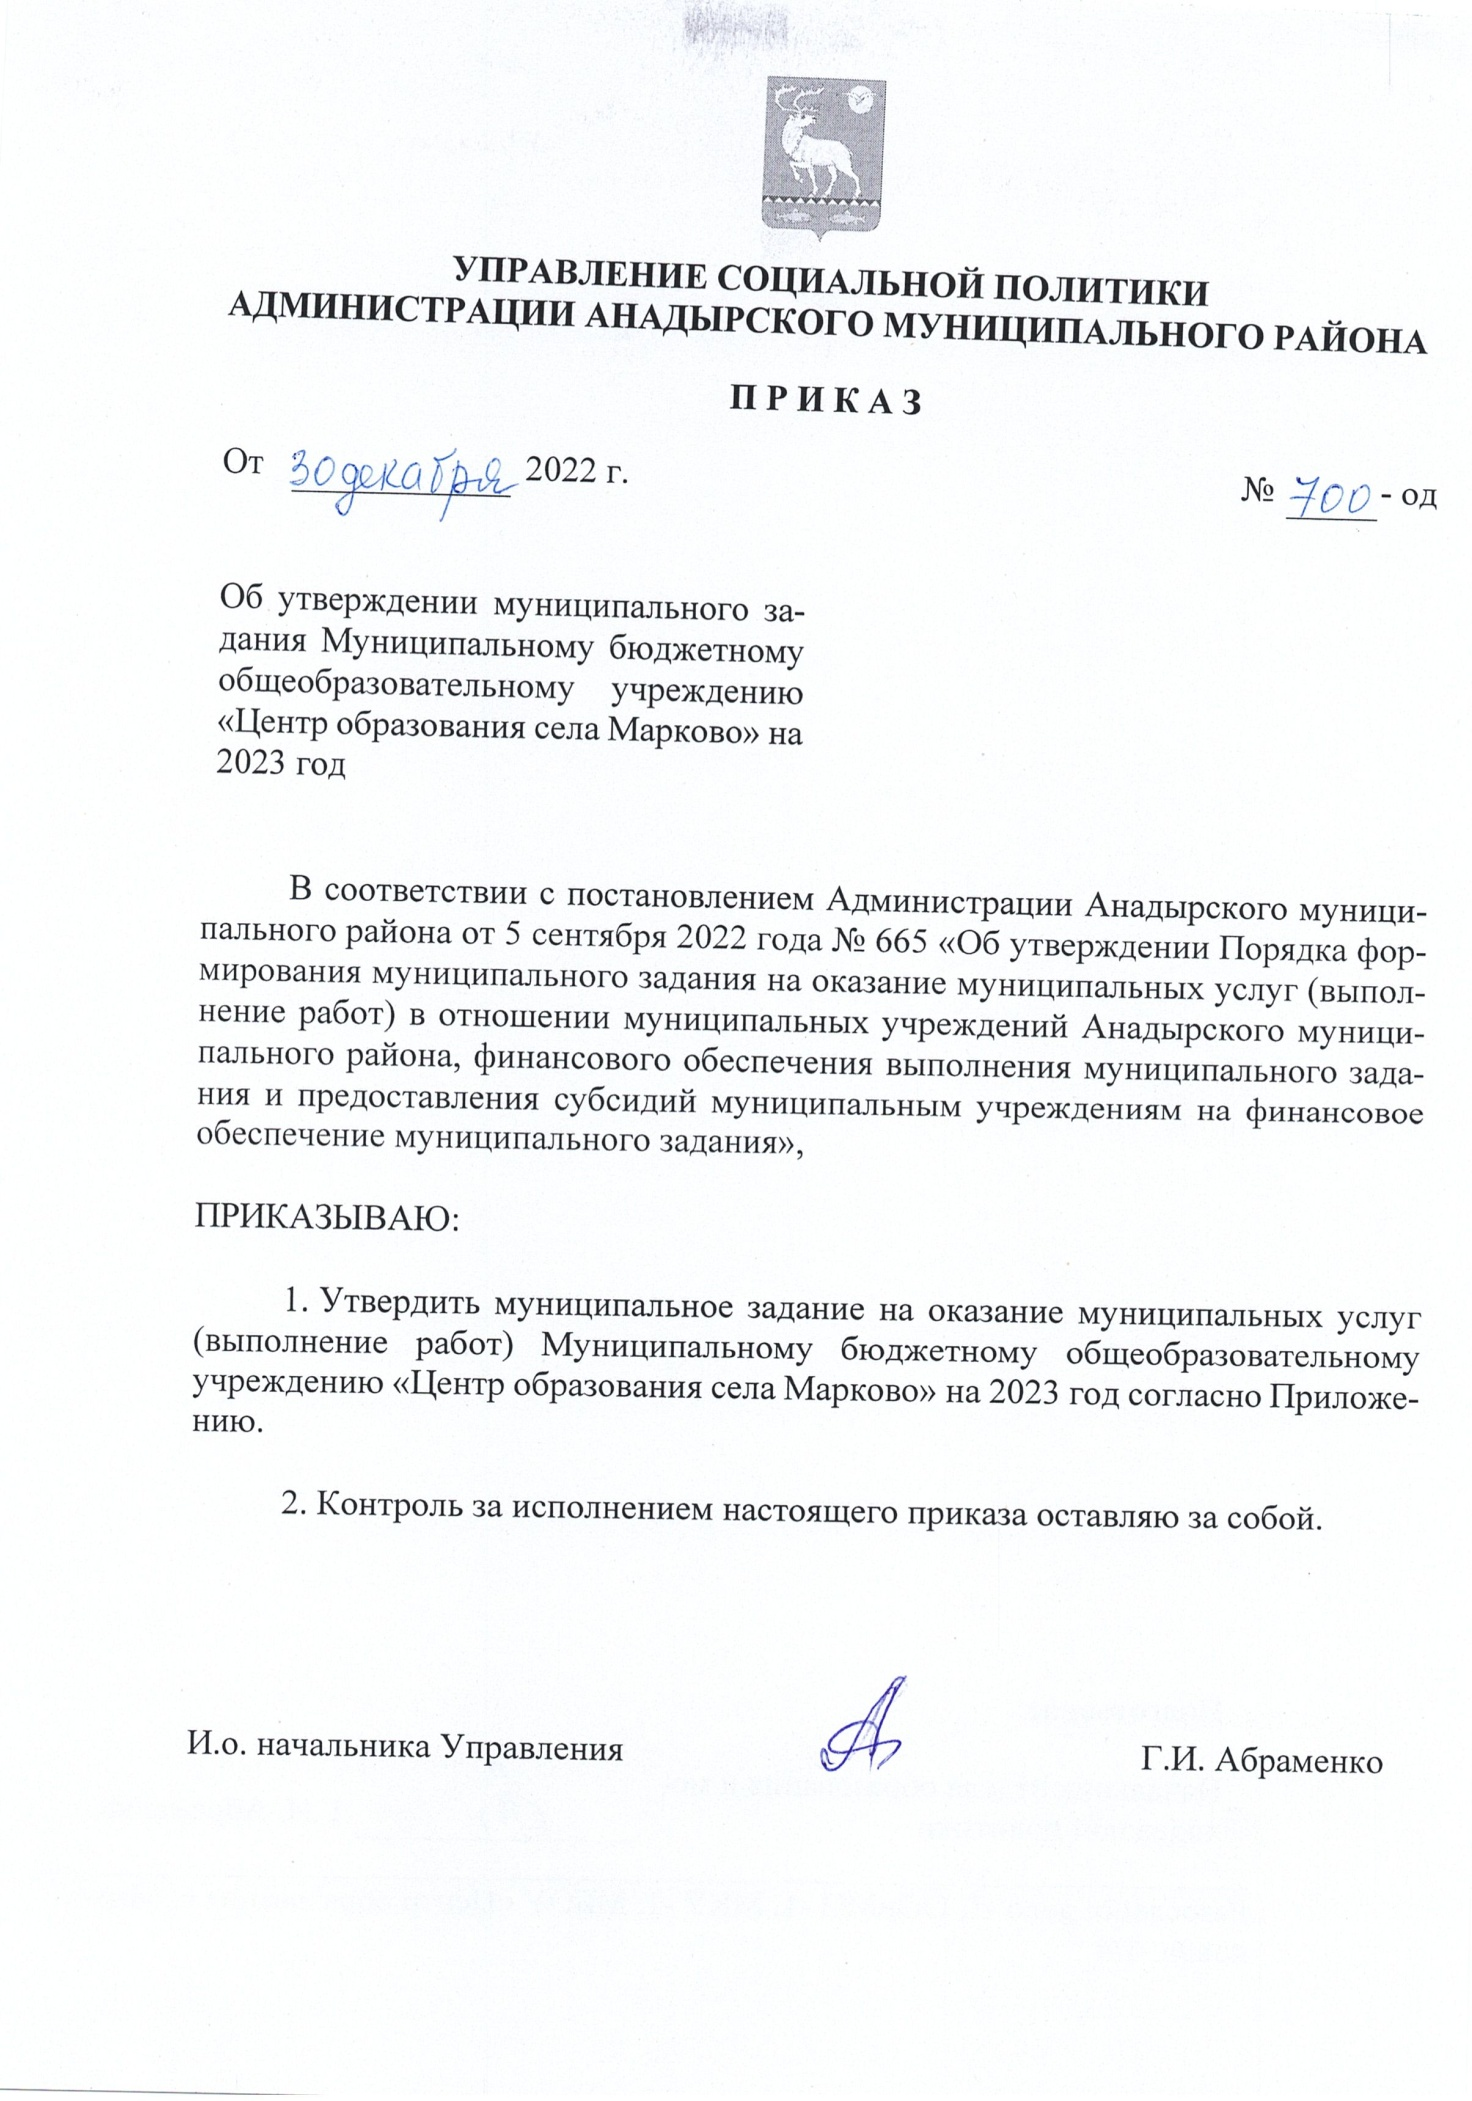 УПРАВЛЕНИЕ СОЦИАЛЬНОЙ ПОЛИТИКИ
АДМИНИСТРАЦИИ АНАДЫРСКОГО МУНИЦИПАЛЬНОГО РАЙОНА
П Р И К А З
От 30 декабря 2022 г.
№ 700 - од
Об утверждении муниципального за-
дания Муниципальному бюджетному
общеобразовательному учреждению
«Центр образования села Марково» на
2023 год
В соответствии с постановлением Администрации Анадырского муници-
пального района от 5 сентября 2022 года № 665 «Об утверждении Порядка фор-
мирования муниципального задания на оказание муниципальных услуг (выпол-
нение работ) в отношении муниципальных учреждений Анадырского муници-
пального района, финансового обеспечения выполнения муниципального зада-
ния и предоставления субсидий муниципальным учреждениям на финансовое
обеспечение муниципального задания»,
ПРИКАЗЫВАЮ:
1. Утвердить муниципальное задание на оказание муниципальных услуг
(выполнение работ) Муниципальному бюджетному общеобразовательному
учреждению «Центр образования села Марково» на 2023 год согласно Приложе-
нию.
2. Контроль за исполнением настоящего приказа оставляю за собой.
И.о. начальника Управления
Г.И. Абраменко